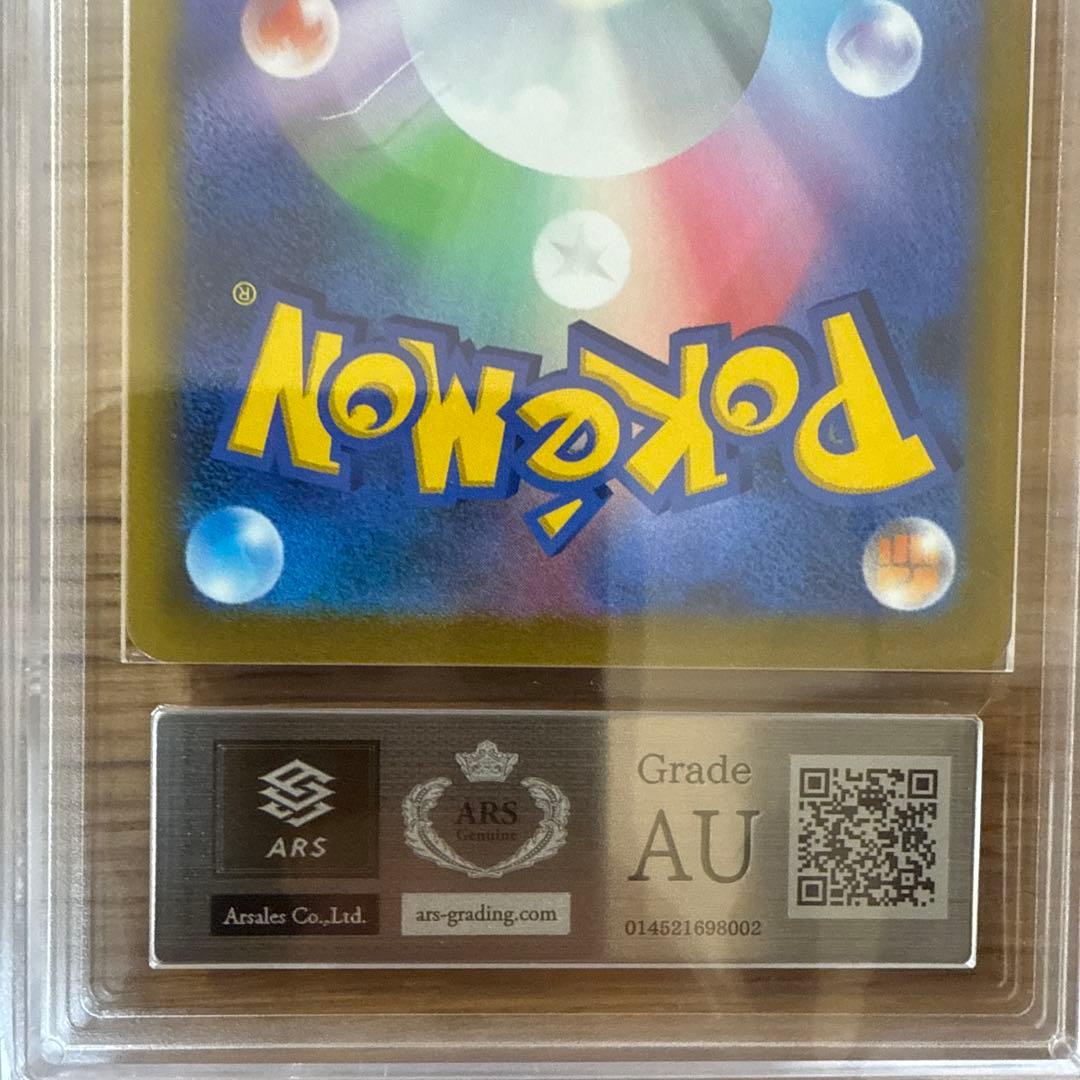 ®
POKéMON
ARS
Arsales Co.,Ltd.
ARS
Genuine
ars-grading.com
Grade
AU
014521698002